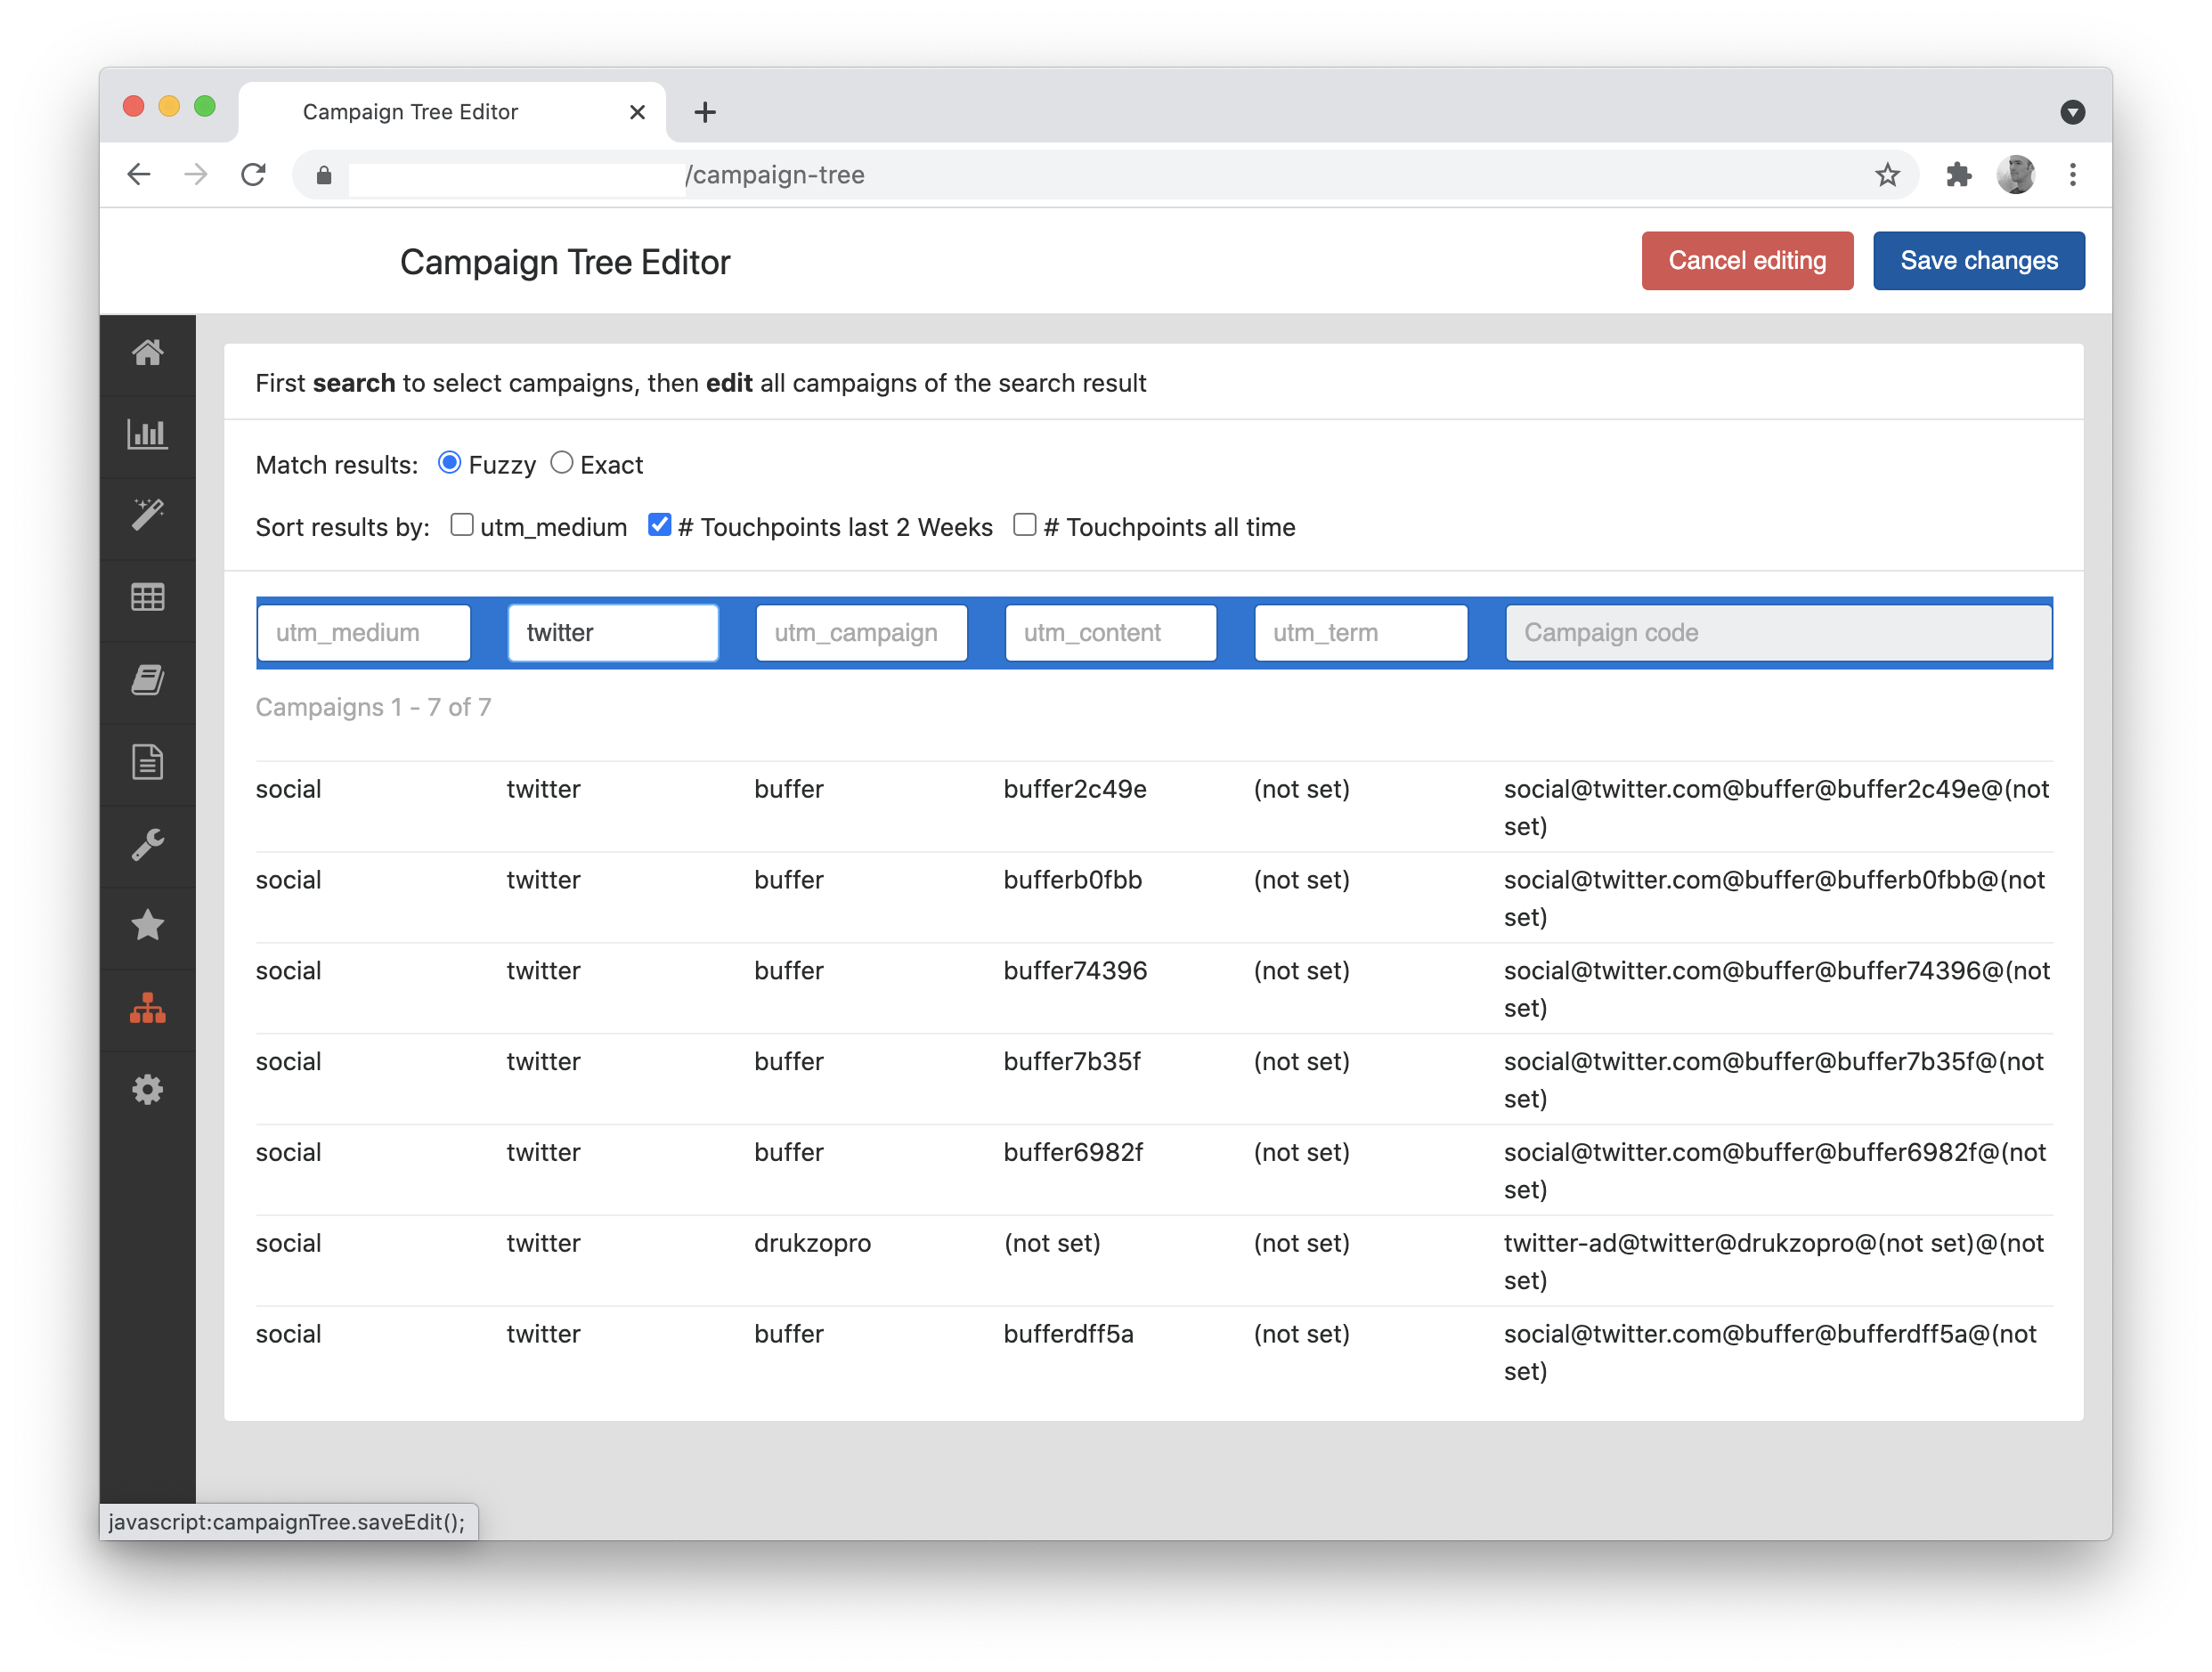 Campaign Tree Editor
/campaign-tree
Campaign Tree Editor
Cancel editing
Save changes
First search to select campaigns, then edit all campaigns of the search result
Match results: Fuzzy Exact
Sort results by: utm_medium # Touchpoints last 2 Weeks # Touchpoints all time
utm_medium twitter utm_campaign utm_content utm_term Campaign code
Campaigns 1 - 7 of 7
social twitter buffer buffer2c49e (not set) social@twitter.com@buffer@buffer2c49e@(not
set)
social twitter buffer bufferb0fbb (not set) social@twitter.com@buffer@bufferb0fbb@(not
set)
social twitter buffer buffer74396 (not set) social@twitter.com@buffer@buffer74396@(not
set)
social twitter buffer buffer7b35f (not set) social@twitter.com@buffer@buffer7b35f@(not
set)
social twitter buffer buffer6982f (not set) social@twitter.com@buffer@buffer6982f@(not
set)
social twitter drukzopro (not set) (not set) twitter-ad@twitter@drukzopro@(not set)@(not
set)
social twitter buffer bufferdff5a (not set) social@twitter.com@buffer@bufferdff5a@(not
set)
javascript:campaignTree.saveEdit();